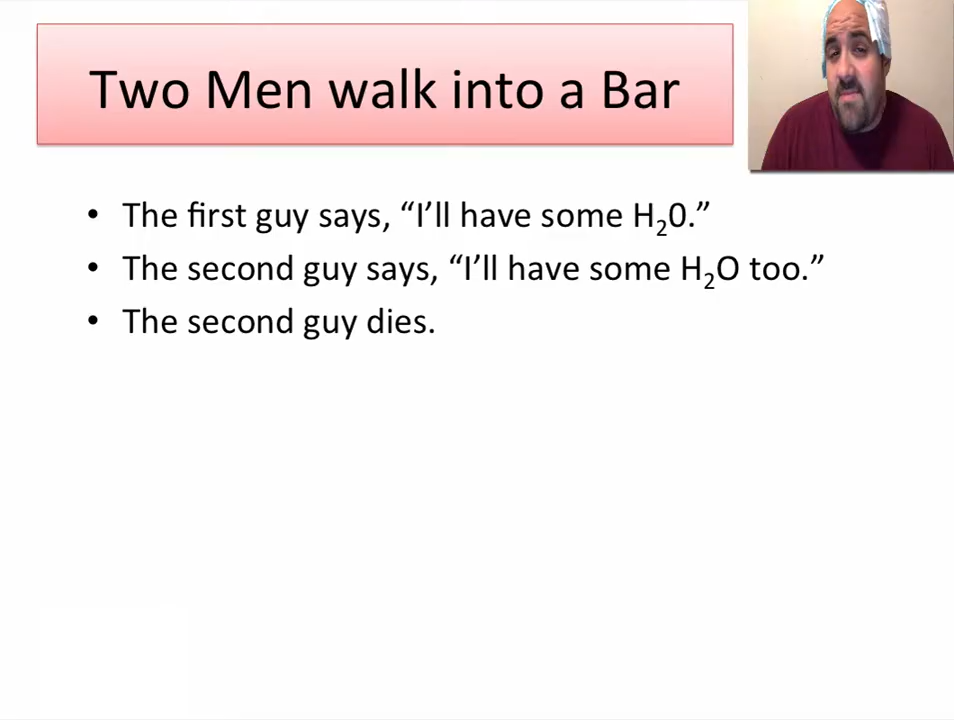 Two Men walk into a Bar
• The first guy says, “I’ll have some H₂0.”
• The second guy says, “I’ll have some H₂O too.”
• The second guy dies.